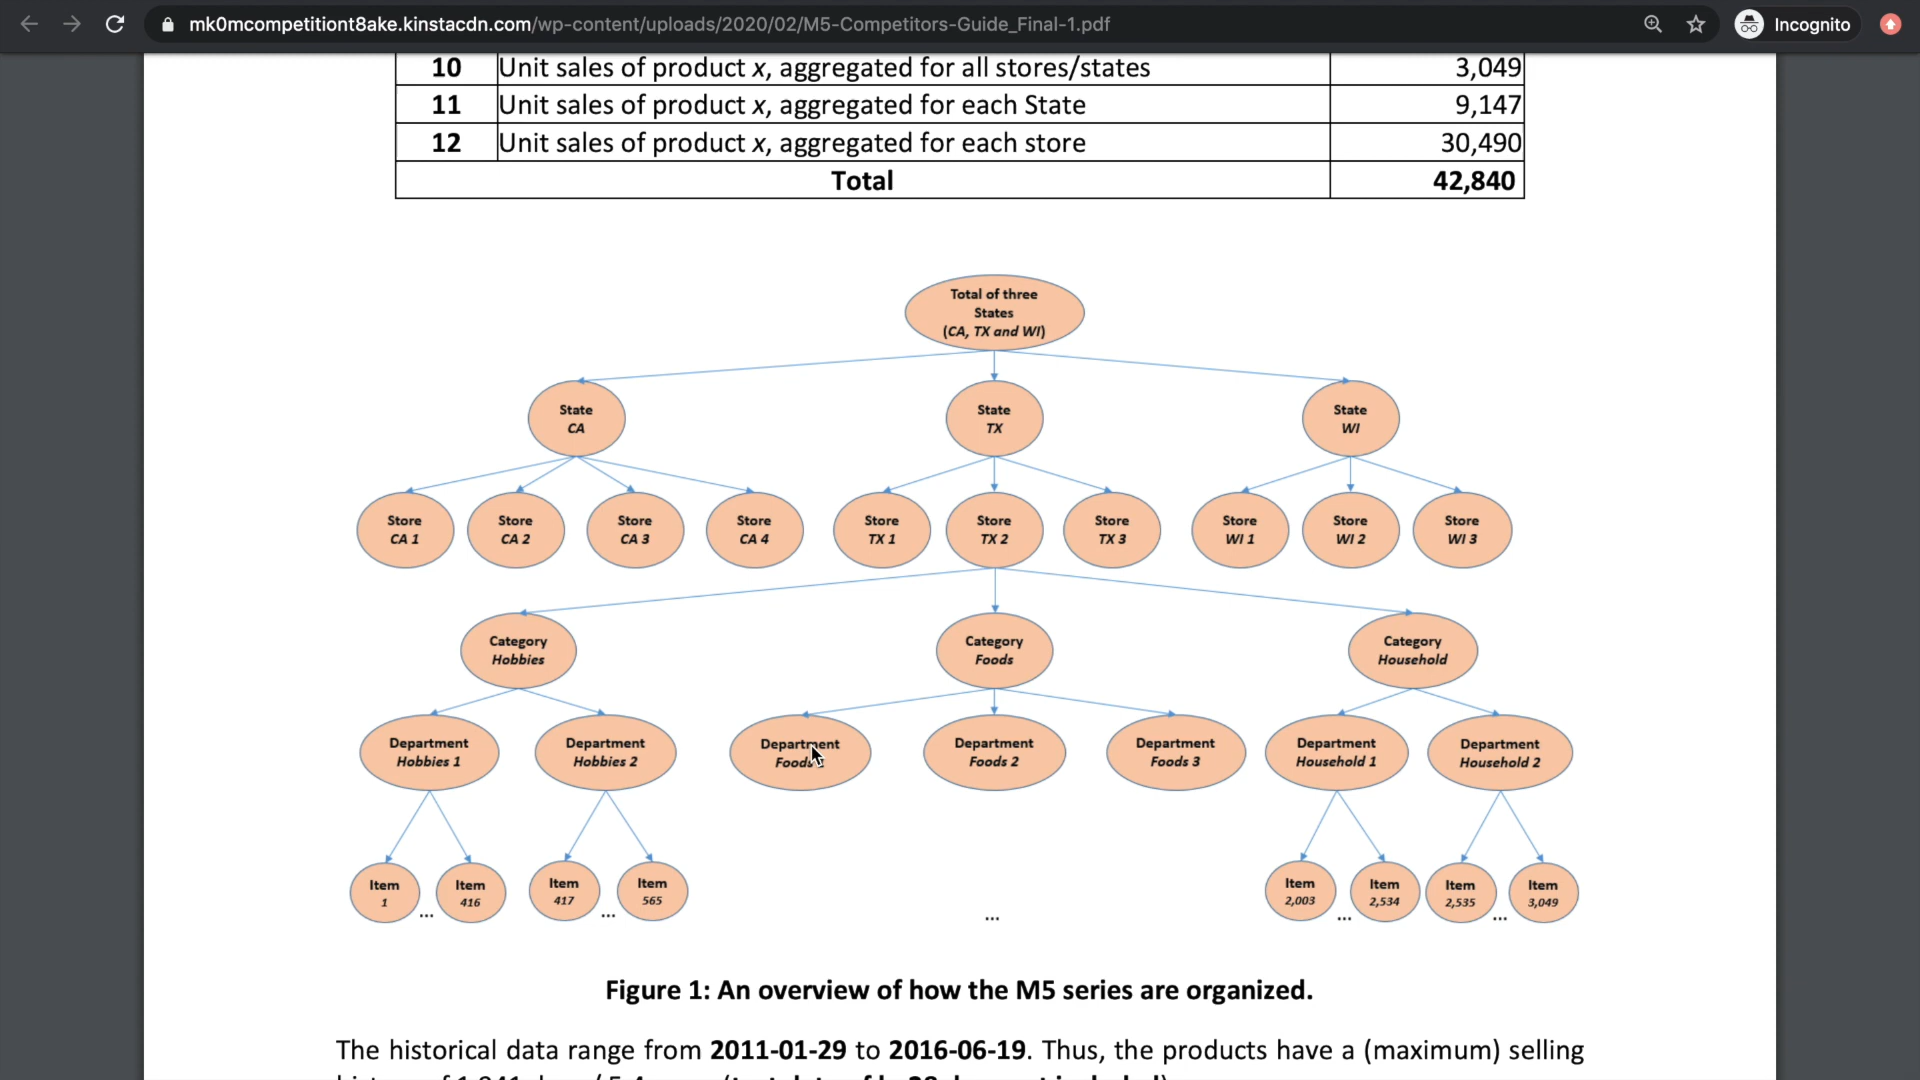 mk0mcompetitiont8ake.kinstacdn.com/wp-content/uploads/2020/02/M5-Competitors-Guide_Final-1.pdf
Incognito
10 Unit sales of product x, aggregated for all stores/states 3,049
11 Unit sales of product x, aggregated for each State 9,147
12 Unit sales of product x, aggregated for each store 30,490
Total 42,840
Total of three
States
(CA, TX and WI)
State
CA
State
TX
State
WI
Store
CA 1
Store
CA 2
Store
CA 3
Store
CA 4
Store
TX 1
Store
TX 2
Store
TX 3
Store
WI 1
Store
WI 2
Store
WI 3
Category
Hobbies
Category
Foods
Category
Household
Department
Hobbies 1
Department
Hobbies 2
Department
Foods
Department
Foods 2
Department
Foods 3
Department
Household 1
Department
Household 2
Item
1
...
Item
416
Item
417
...
Item
565
...
Item
2,003
...
Item
2,534
Item
2,535
...
Item
3,049
Figure 1: An overview of how the M5 series are organized.
The historical data range from 2011-01-29 to 2016-06-19. Thus, the products have a (maximum) selling